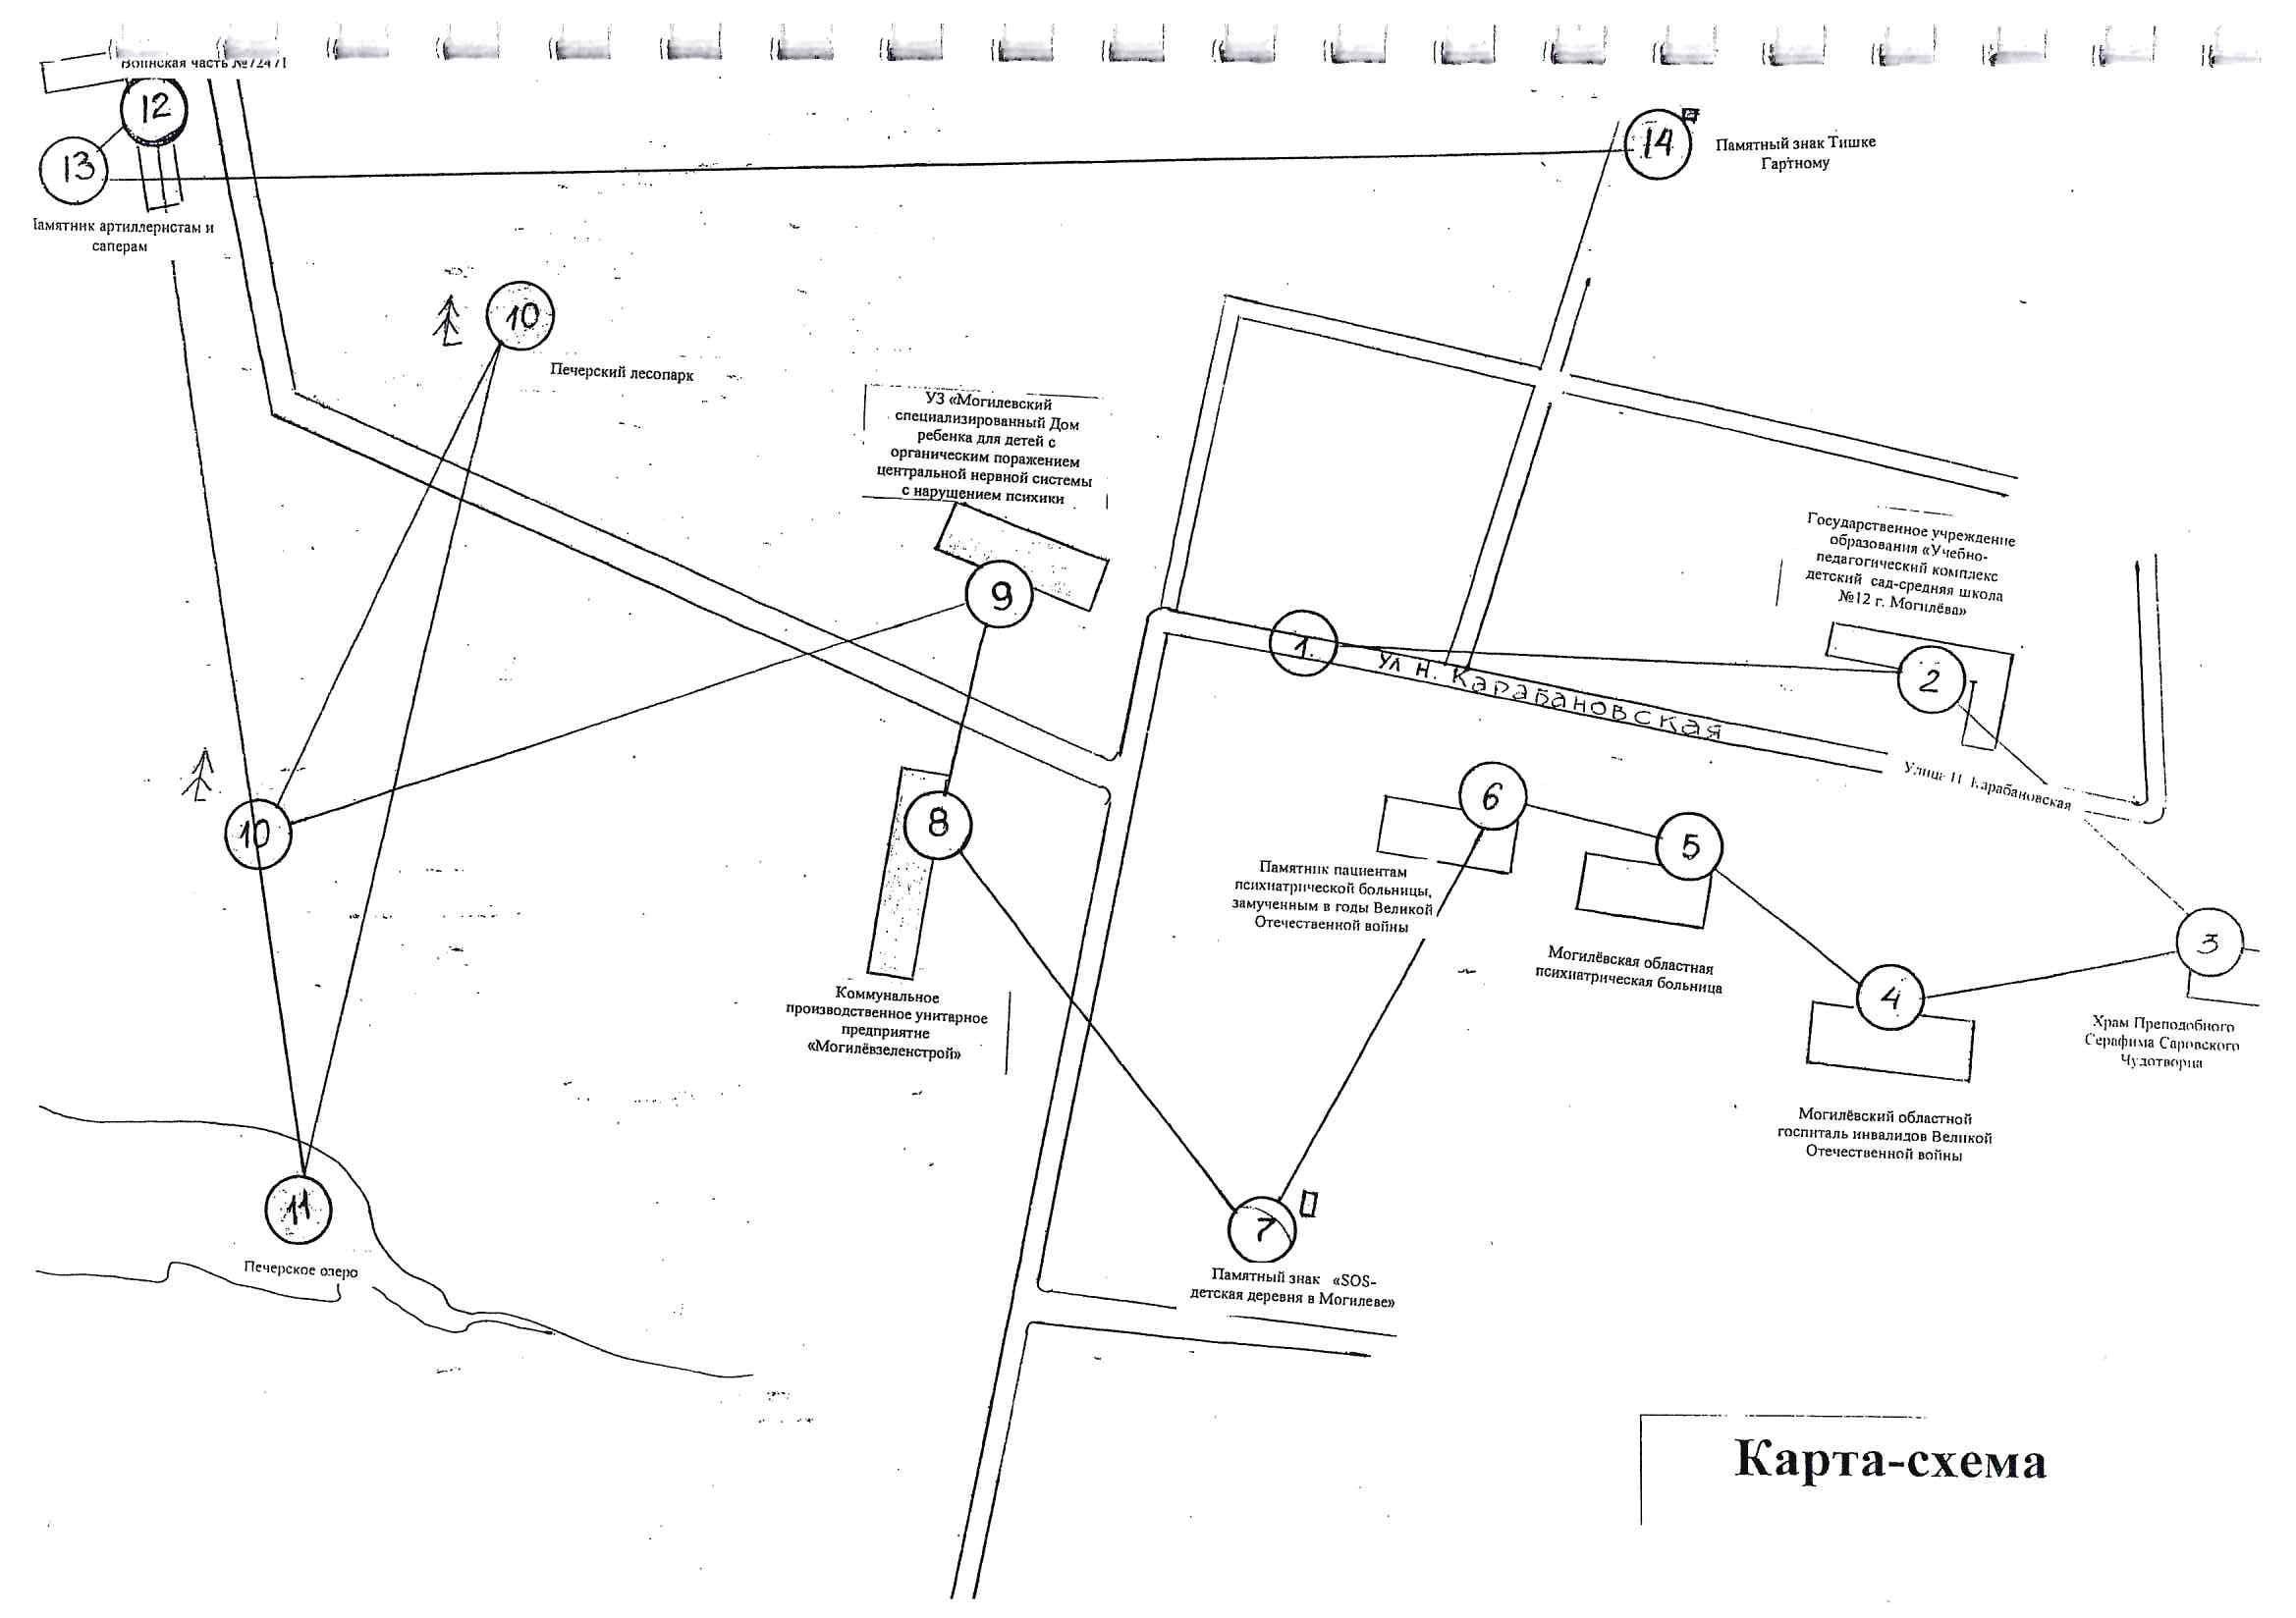 Воинская часть №72471
12
13
Памятник артиллеристам и
саперам
14
Памятный знак Тишке
Гартному
10
Печерский лесопарк
УЗ «Могилевский
специализированный Дом
ребенка для детей с
органическим поражением
центральной нервной системы
с нарушением психики
9
Государственное учреждение
образования «Учебно-
педагогический комплекс
детский сад-средняя школа
№12 г. Могилёва»
1.
ул Н. Карабановская
2
Улица Н. Карабановская
10
8
6
5
Памятник пациентам
психиатрической больницы,
замученным в годы Великой
Отечественной войны
Могилёвская областная
психиатрическая больница
4
3
Коммунальное
производственное унитарное
предприятие
«Могилёвзеленстрой»
Храм Преподобного
Серафима Саровского
Чудотворца
Могилёвский областной
госпиталь инвалидов Великой
Отечественной войны
11
Печерское озеро
7
Памятный знак «SOS-
детская деревня в Могилеве»
Карта-схема